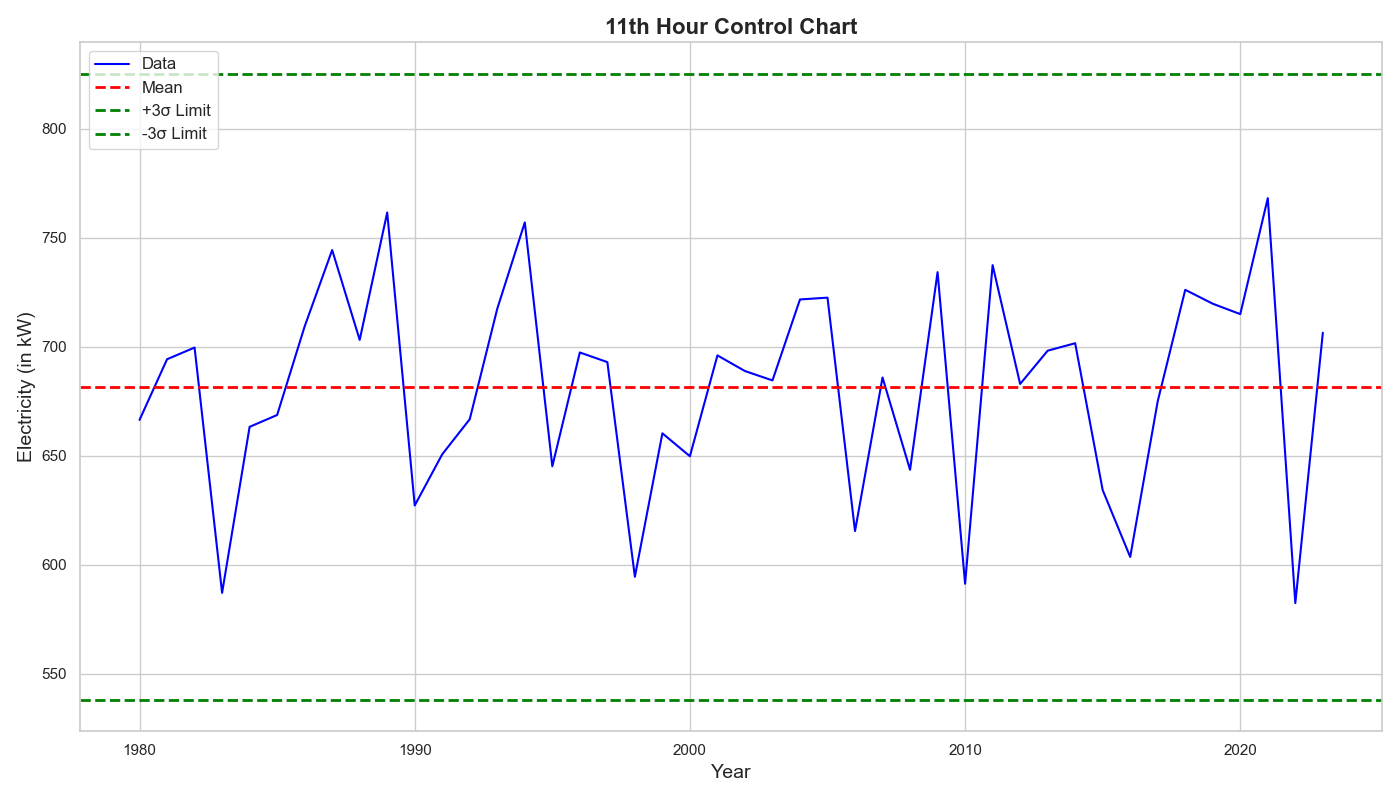 11th Hour Control Chart
Data
Mean
+3σ Limit
-3σ Limit
800
750
700
650
600
550
Electricity (in kW)
1980 1990 2000 2010 2020
Year